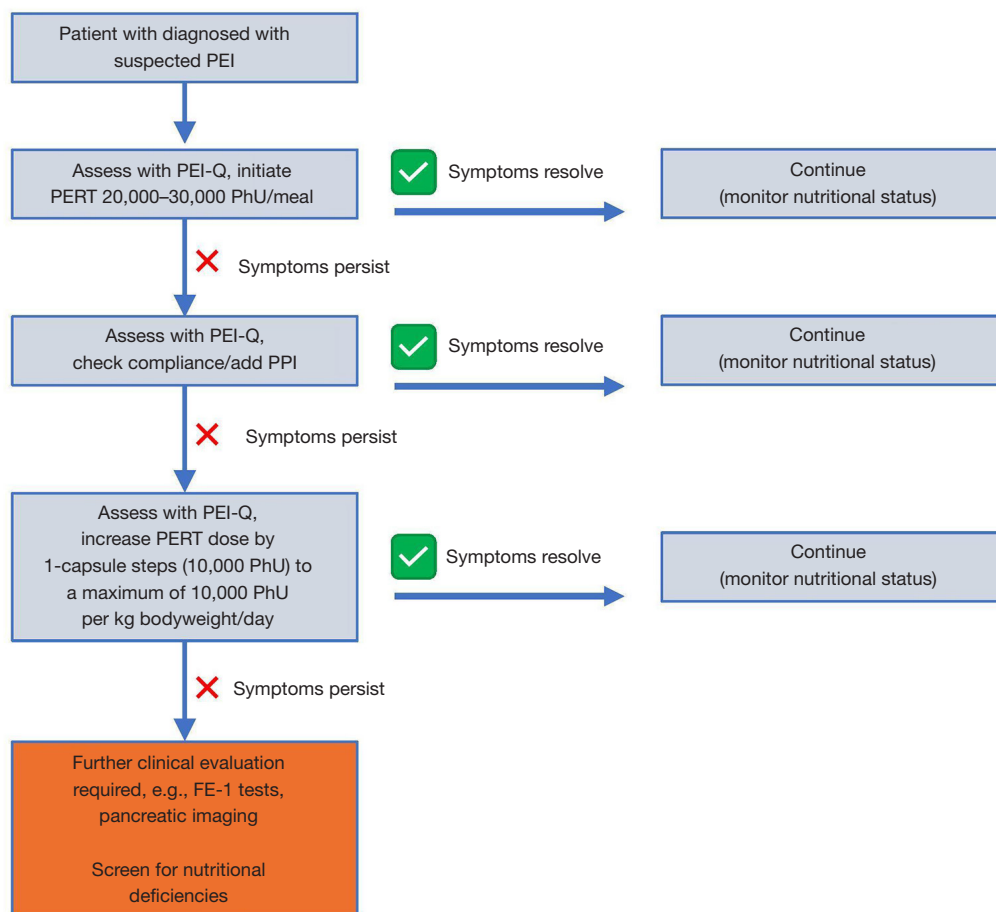 Patient with diagnosed with
suspected PEI
Assess with PEI-Q, initiate
PERT 20,000–30,000 PhU/meal
Symptoms resolve
Continue
(monitor nutritional status)
Symptoms persist
Assess with PEI-Q,
check compliance/add PPI
Symptoms resolve
Continue
(monitor nutritional status)
Symptoms persist
Assess with PEI-Q,
increase PERT dose by
1-capsule steps (10,000 PhU) to
a maximum of 10,000 PhU
per kg bodyweight/day
Symptoms resolve
Continue
(monitor nutritional status)
Symptoms persist
Further clinical evaluation
required, e.g., FE-1 tests,
pancreatic imaging
Screen for nutritional
deficiencies